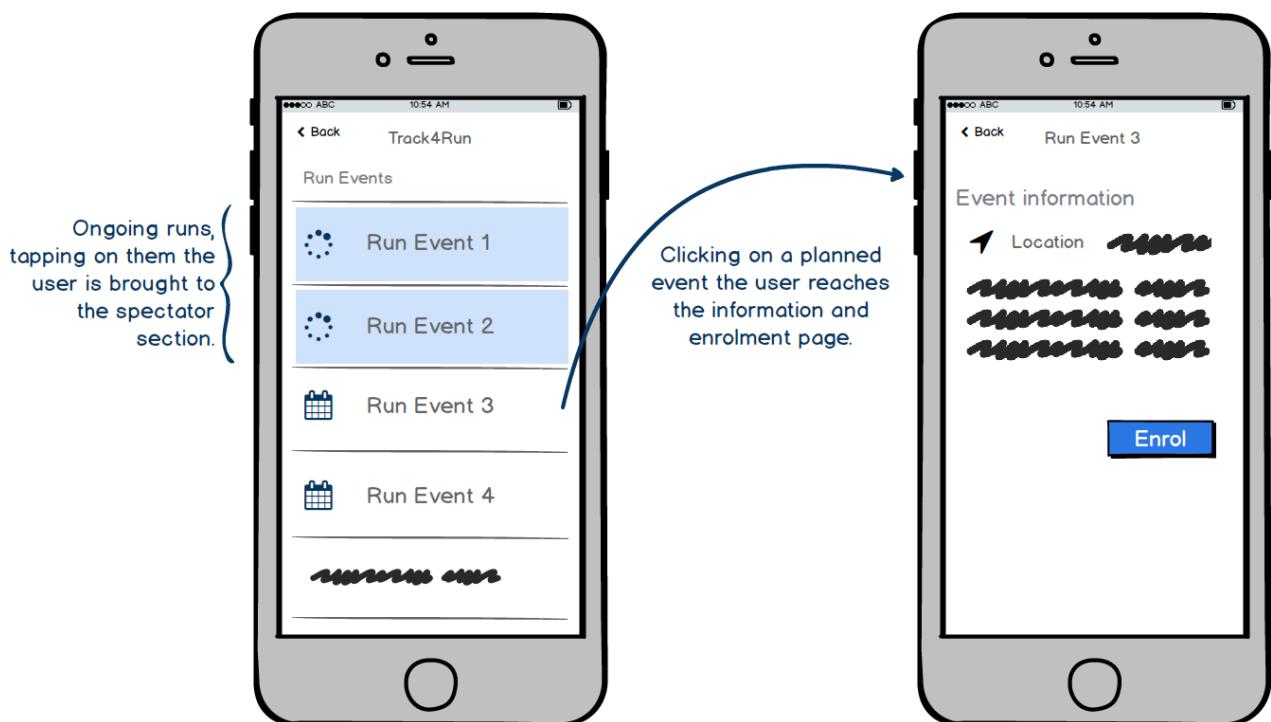 ABC 10:54 AM
Back Track4Run
Run Events
Run Event 1
Run Event 2
Run Event 3
Run Event 4
Ongoing runs,
tapping on them the
user is brought to
the spectator
section.
Clicking on a planned
event the user reaches
the information and
enrolment page.
ABC 10:54 AM
Back Run Event 3
Event information
Location
Enrol